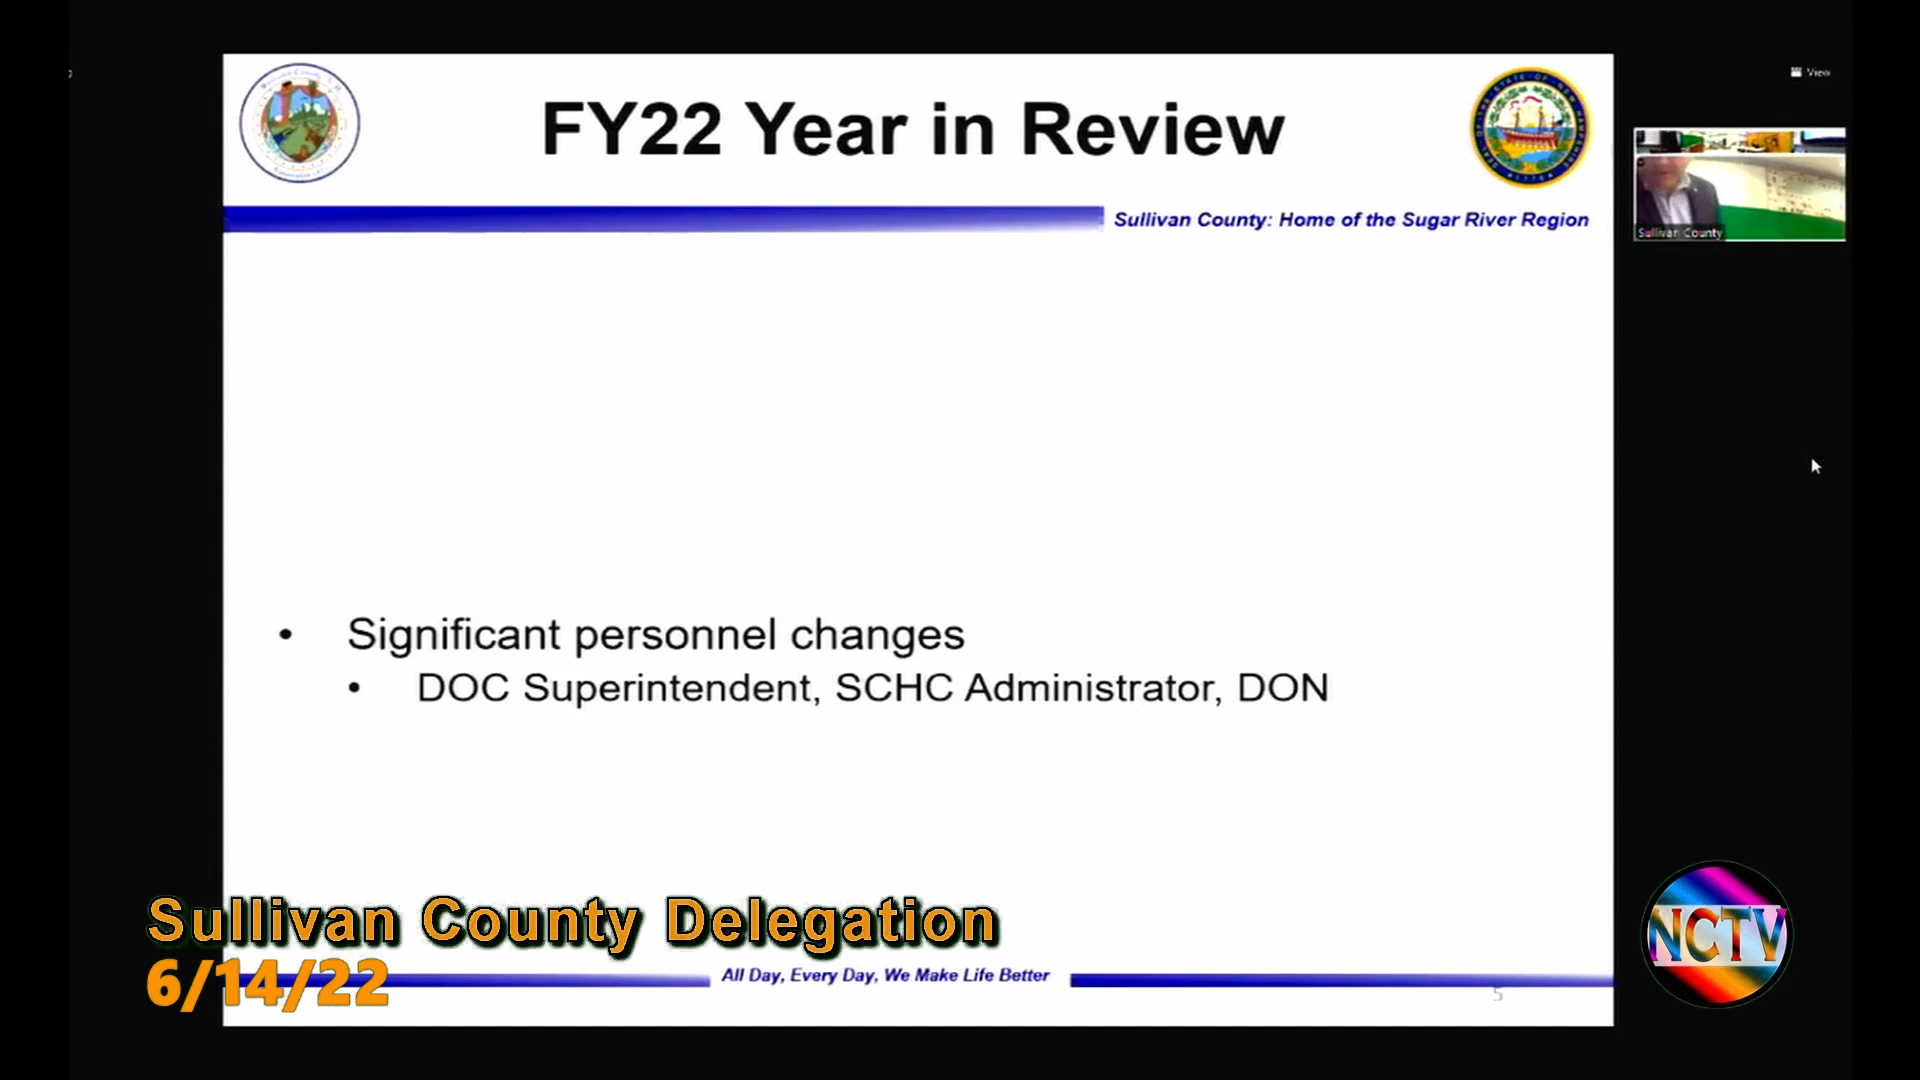 FY22 Year in Review
View
Sullivan County: Home of the Sugar River Region
Sullivan County
• Significant personnel changes
• DOC Superintendent, SCHC Administrator, DON
Sullivan County Delegation
NCTV
All Day, Every Day, We Make Life Better
6/14/22
5